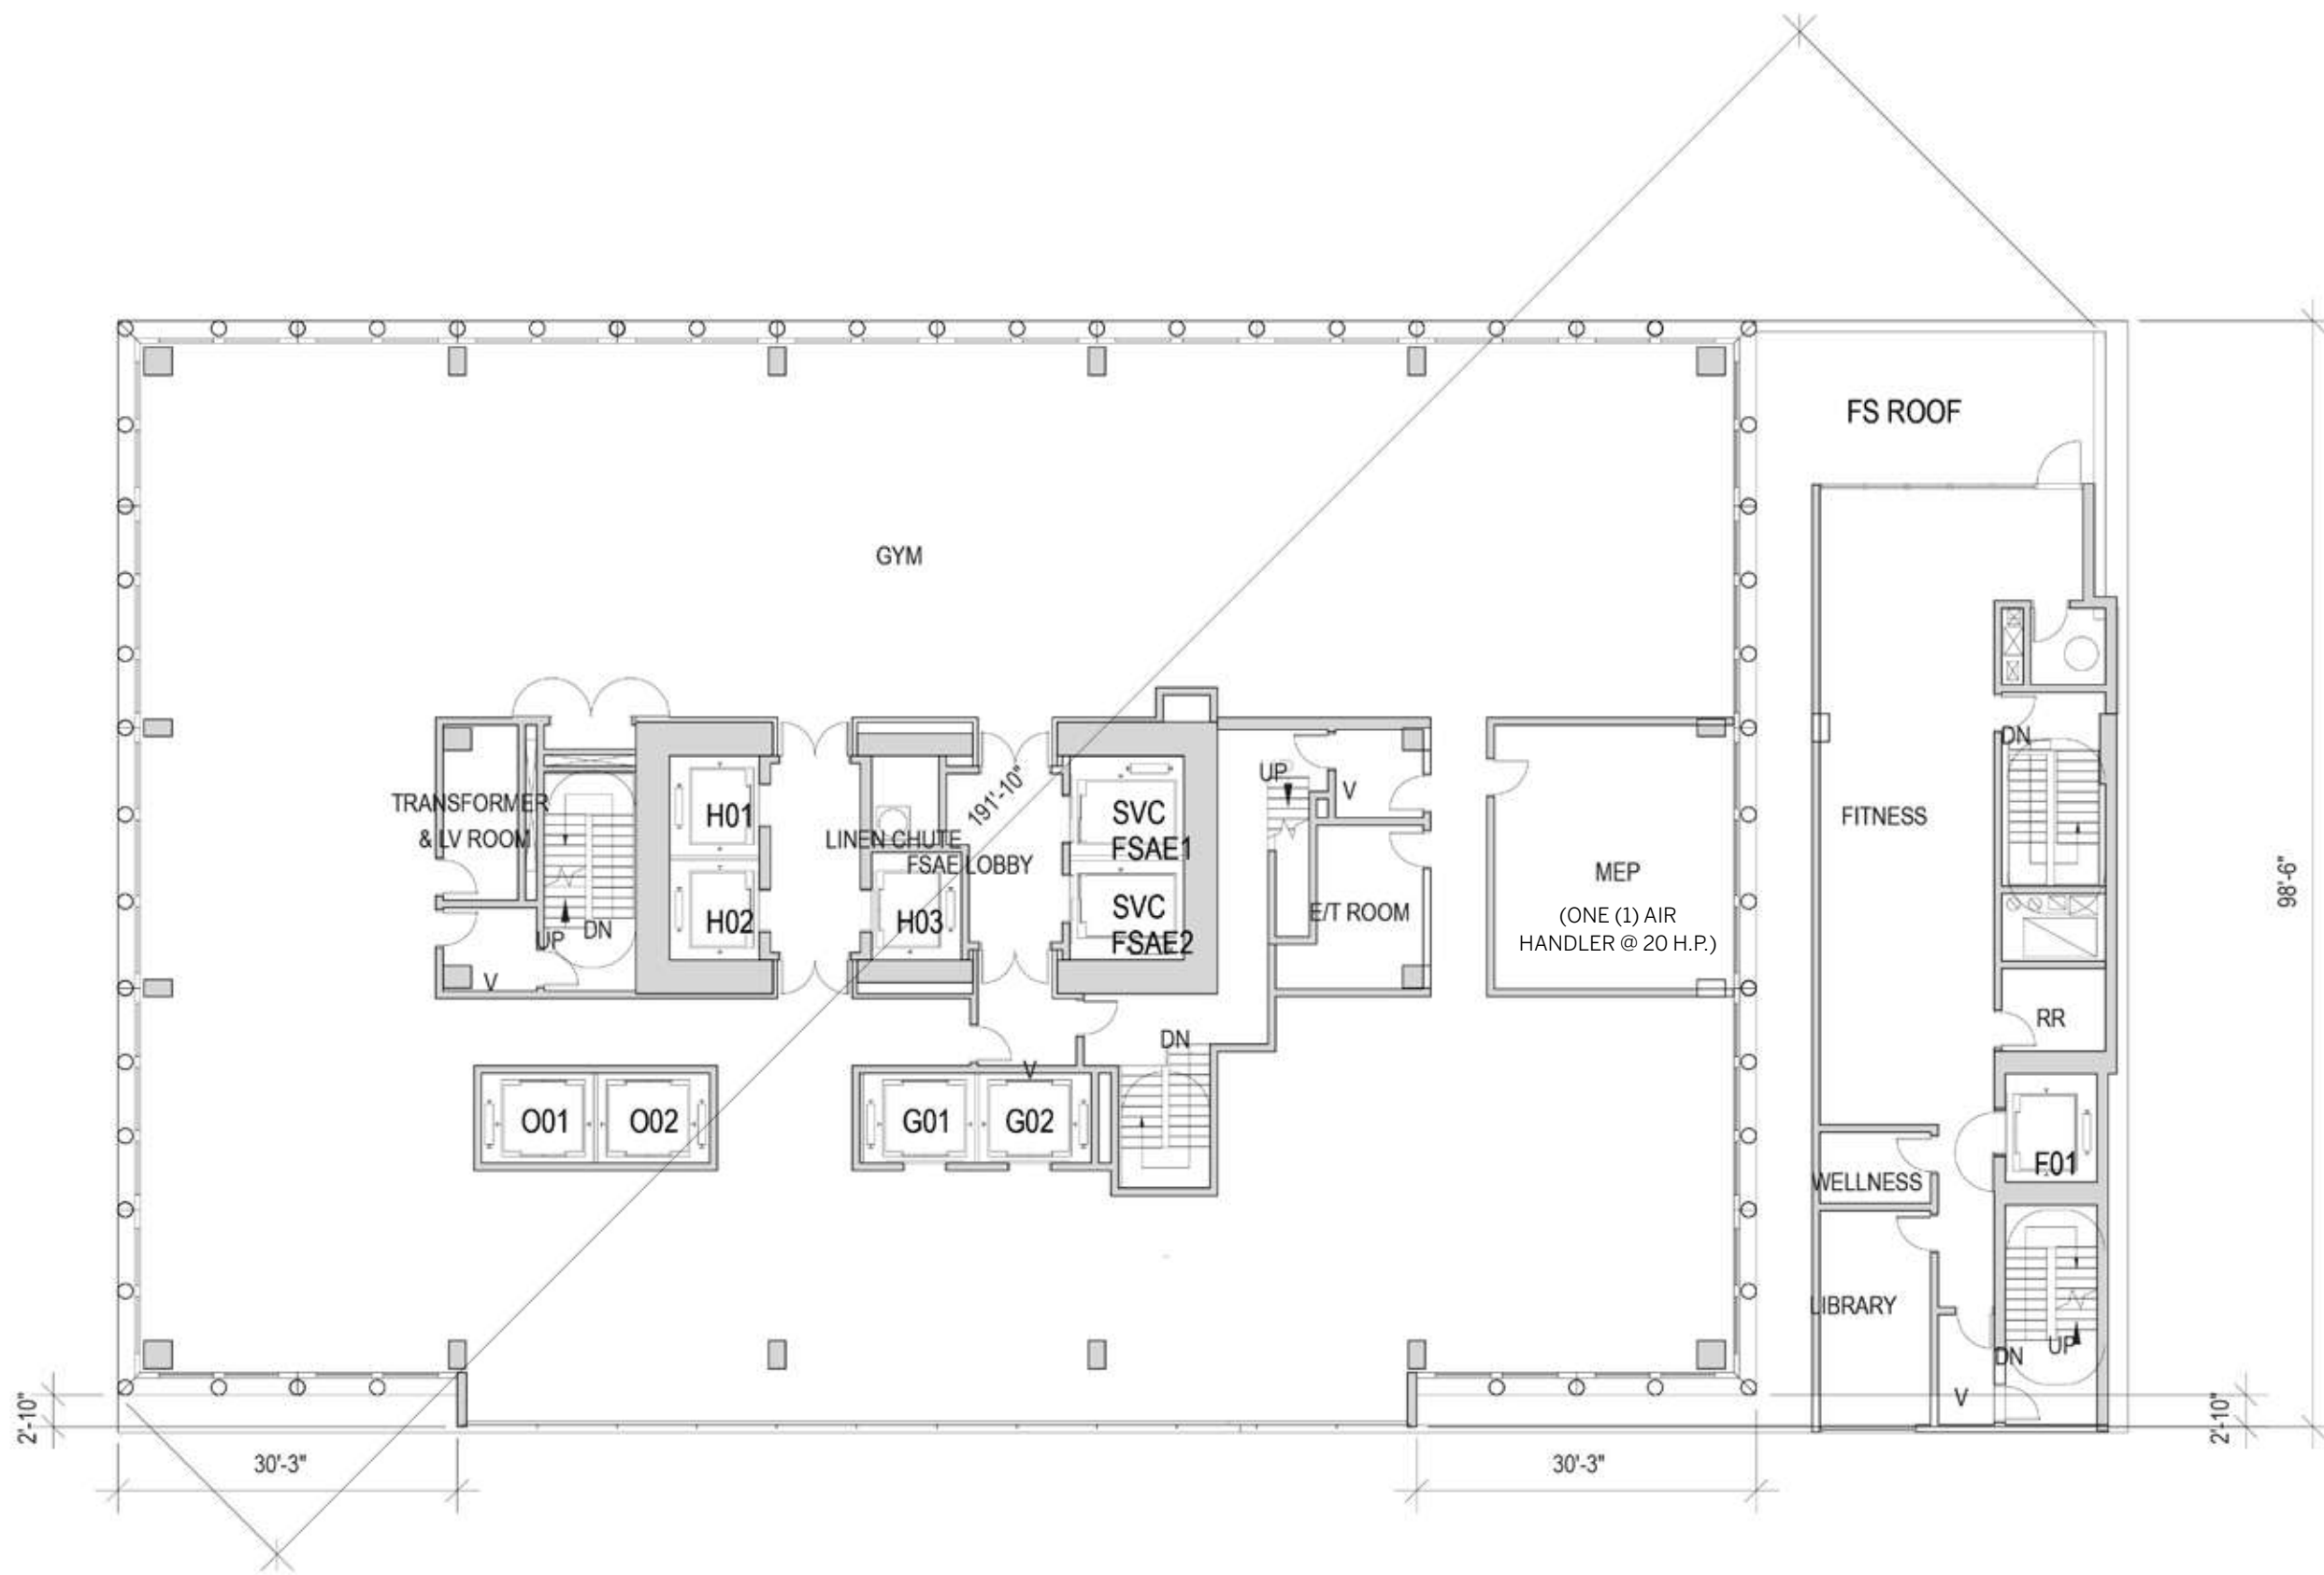 FS ROOF
GYM
98'-6"
TRANSFORMER
& LV ROOM
UP
DN
V
H01
H02
LINEN CHUTE
FSAE LOBBY
H03
191'-10"
SVC
FSAE1
SVC
FSAE2
UP
V
E/T ROOM
MEP
(ONE (1) AIR
HANDLER @ 20 H.P.)
FITNESS
DN
RR
DN
V
O01
O02
G01
G02
F01
WELLNESS
LIBRARY
DN
UP
V
2'-10"
30'-3"
30'-3"
2'-10"